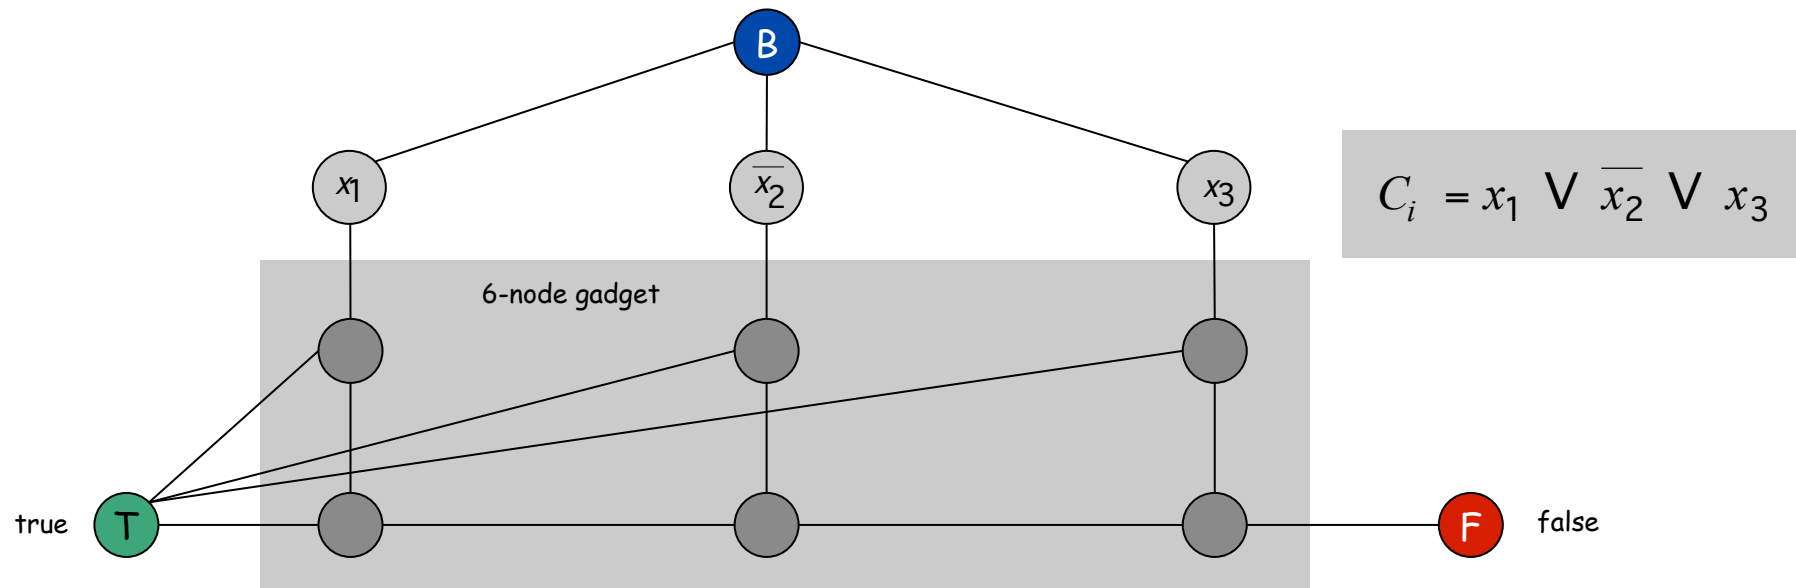 B
x1
x̅2
x3
Ci = x1 V x̅2 V x3
6-node gadget
true
T
F
false